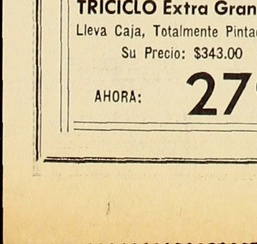 TRICICLO Extra Gran
Lleva Caja, Totalmente Pinta
Su Precio: $343.00
AHORA: 27